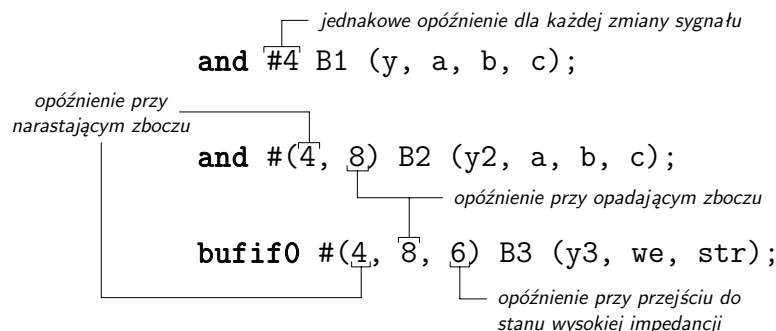 jednakowe opóźnienie dla każdej zmiany sygnału
and #4 B1 (y, a, b, c);
opóźnienie przy
narastającym zboczu
and #(4, 8) B2 (y2, a, b, c);
opóźnienie przy opadającym zboczu
bufif0 #(4, 8, 6) B3 (y3, we, str);
opóźnienie przy przejściu do
stanu wysokiej impedancji